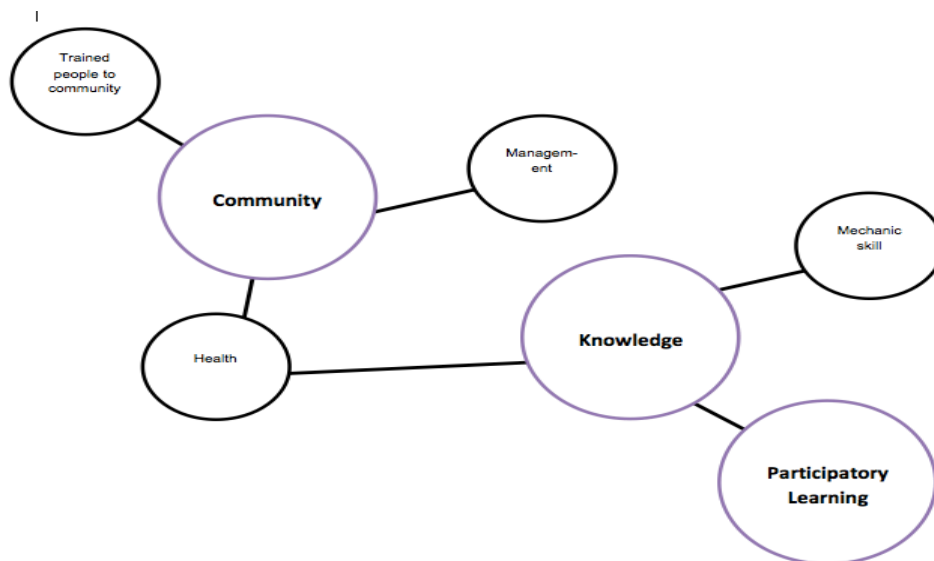 Trained
people to
community
Community
Managem-
ent
Mechanic
skill
Knowledge
Health
Participatory
Learning